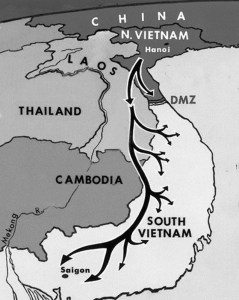 CHINA
N. VIETNAM
Hanoi
LAOS
DMZ
THAILAND
CAMBODIA
SOUTH
VIETNAM
Mekong
R
Saigon